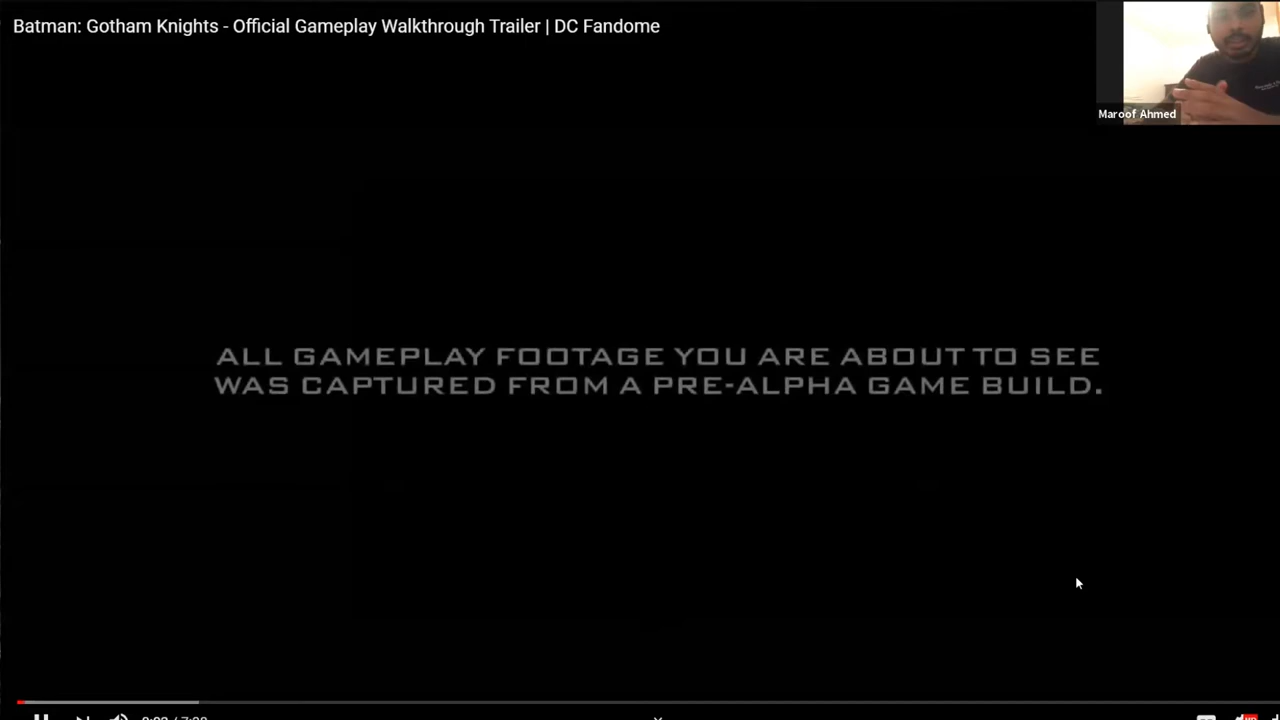 Batman: Gotham Knights - Official Gameplay Walkthrough Trailer | DC Fandome
Maroof Ahmed
ALL GAMEPLAY FOOTAGE YOU ARE ABOUT TO SEE
WAS CAPTURED FROM A PRE-ALPHA GAME BUILD.